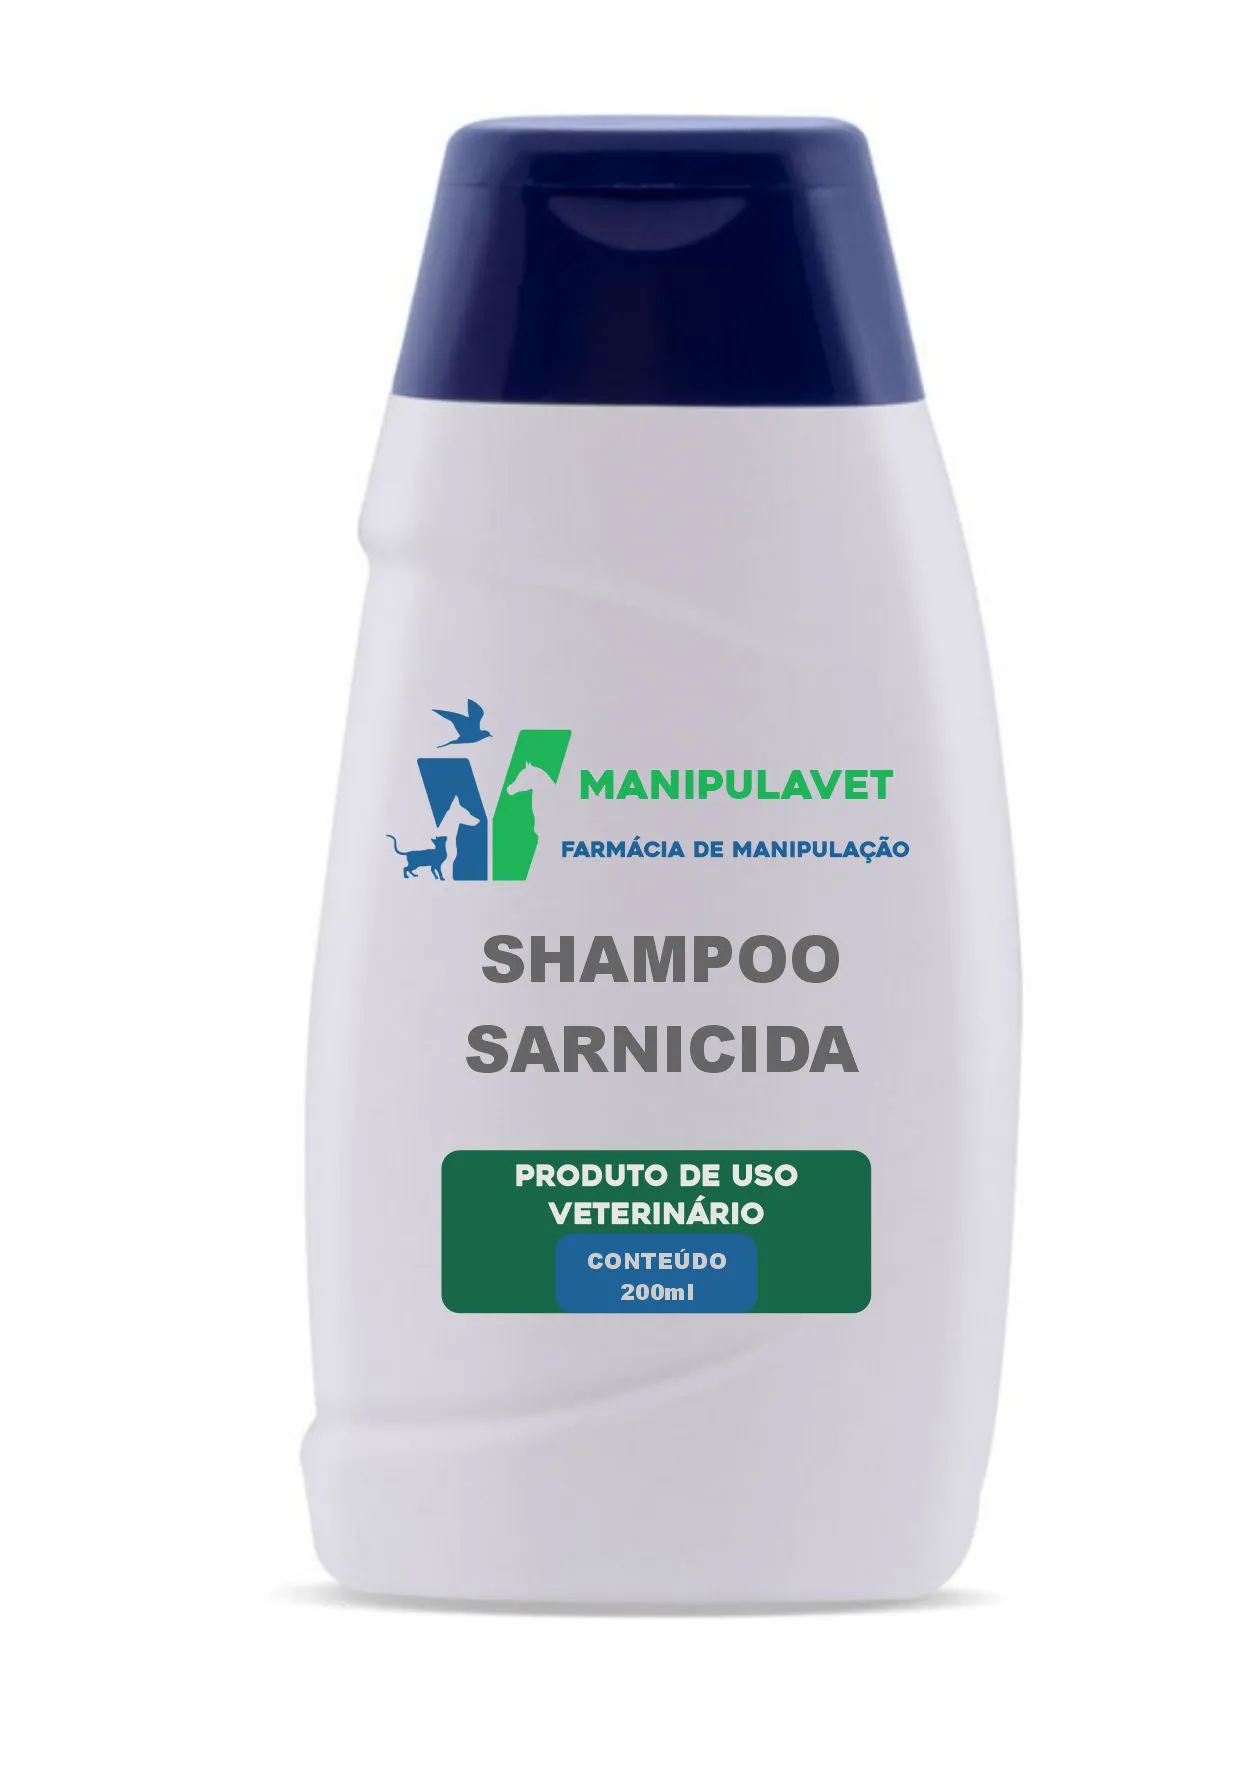 MANIPULAVET
FARMÁCIA DE MANIPULAÇÃO
SHAMPOO
SARNICIDA
PRODUTO DE USO
VETERINÁRIO
CONTEÚDO
200ml